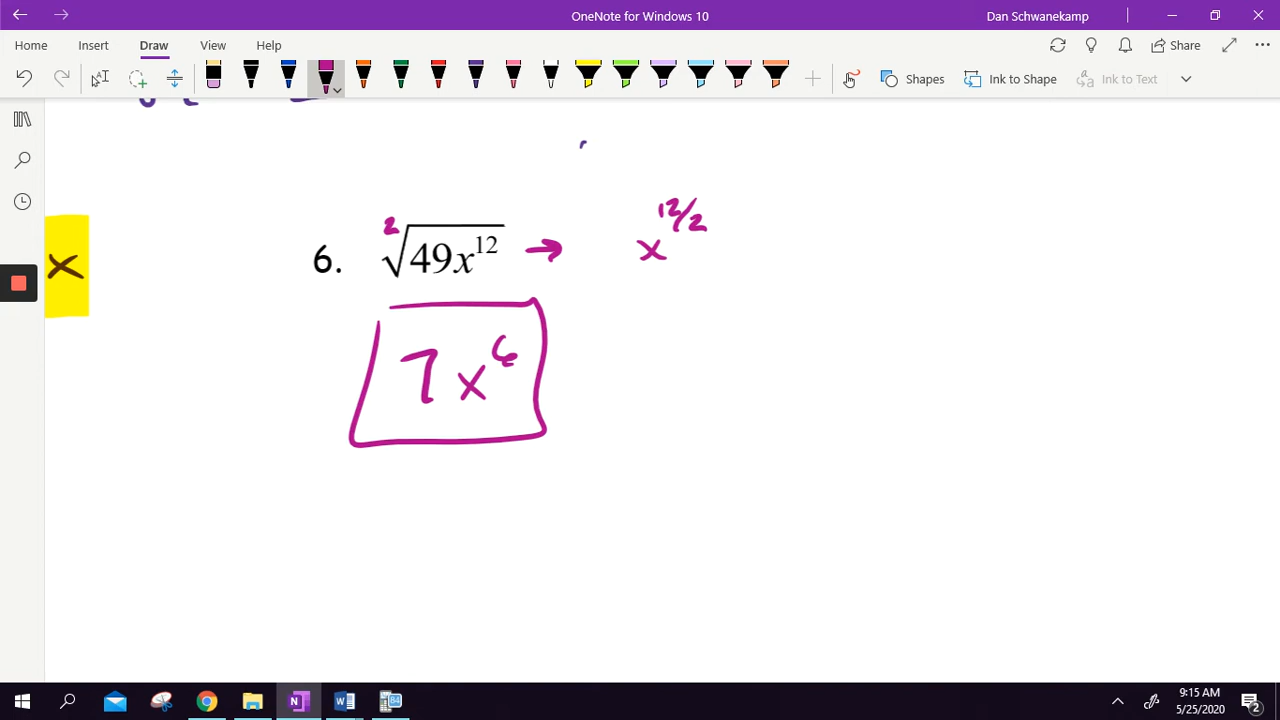 OneNote for Windows 10
Dan Schwanekamp
Home
Insert
Draw
View
Help
Share
Shapes
Ink to Shape
Ink to Text
x
6. ²√49x¹² → x^12/2
7x⁶
9:15 AM
5/25/2020
2